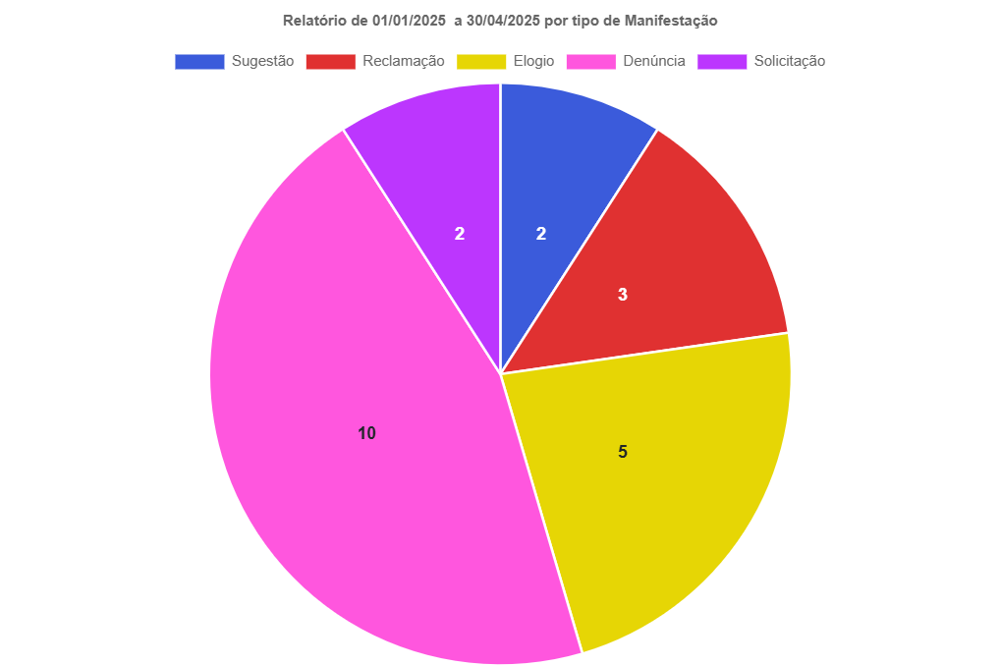 Relatório de 01/01/2025  a 30/04/2025 por tipo de Manifestação
Sugestão Reclamação Elogio Denúncia Solicitação
2 2
3
10
5